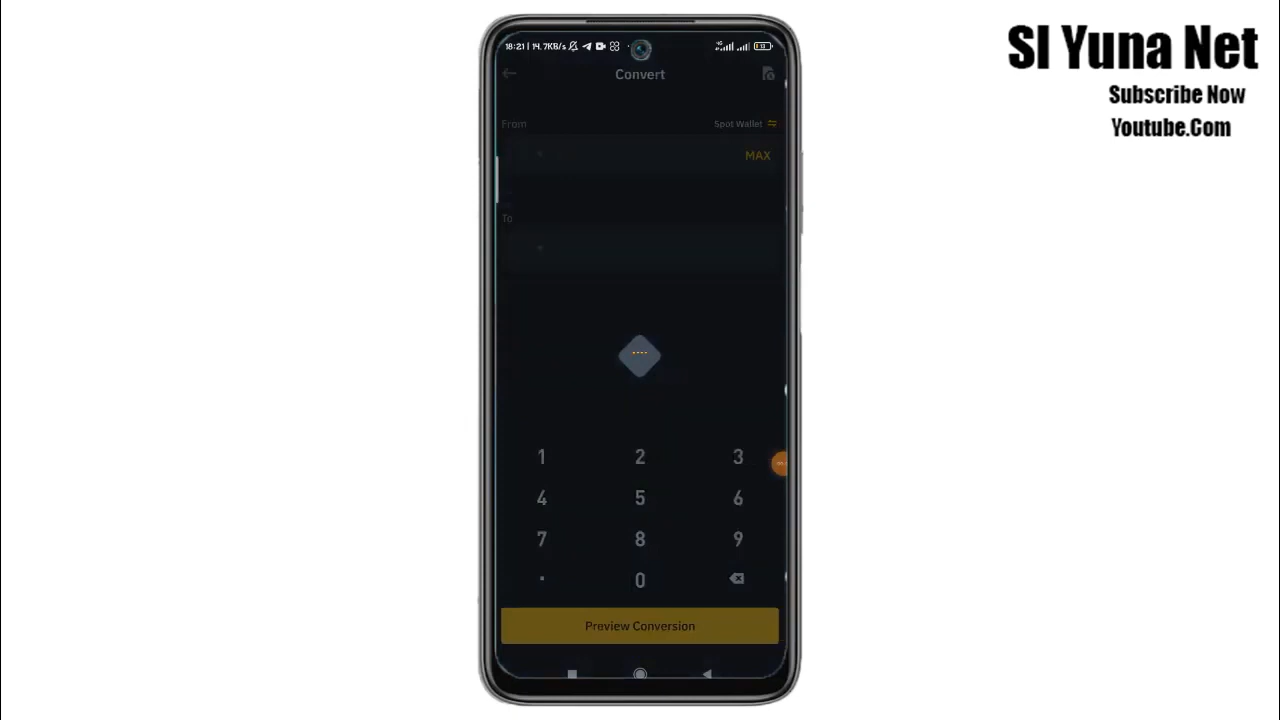 SI Yuna Net
Subscribe Now
Youtube.Com
18:21 | 14.7KB/s
Convert
From
Spot Wallet
MAX
To
1 2 3
4 5 6
7 8 9
. 0
Preview Conversion